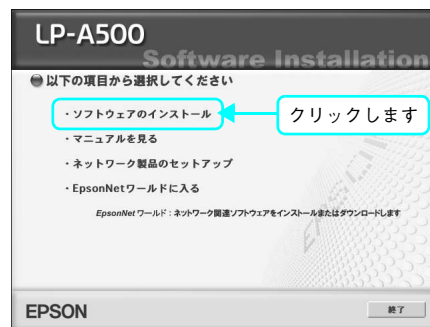 LP-A500
Software Installation
以下の項目から選択してください
・ソフトウェアのインストール
クリックします
・マニュアルを見る
・ネットワーク製品のセットアップ
・EpsonNetワールドに入る
EpsonNet ワールド：ネットワーク関連ソフトウェアをインストールまたはダウンロードします
EPSON
EPSON
終了